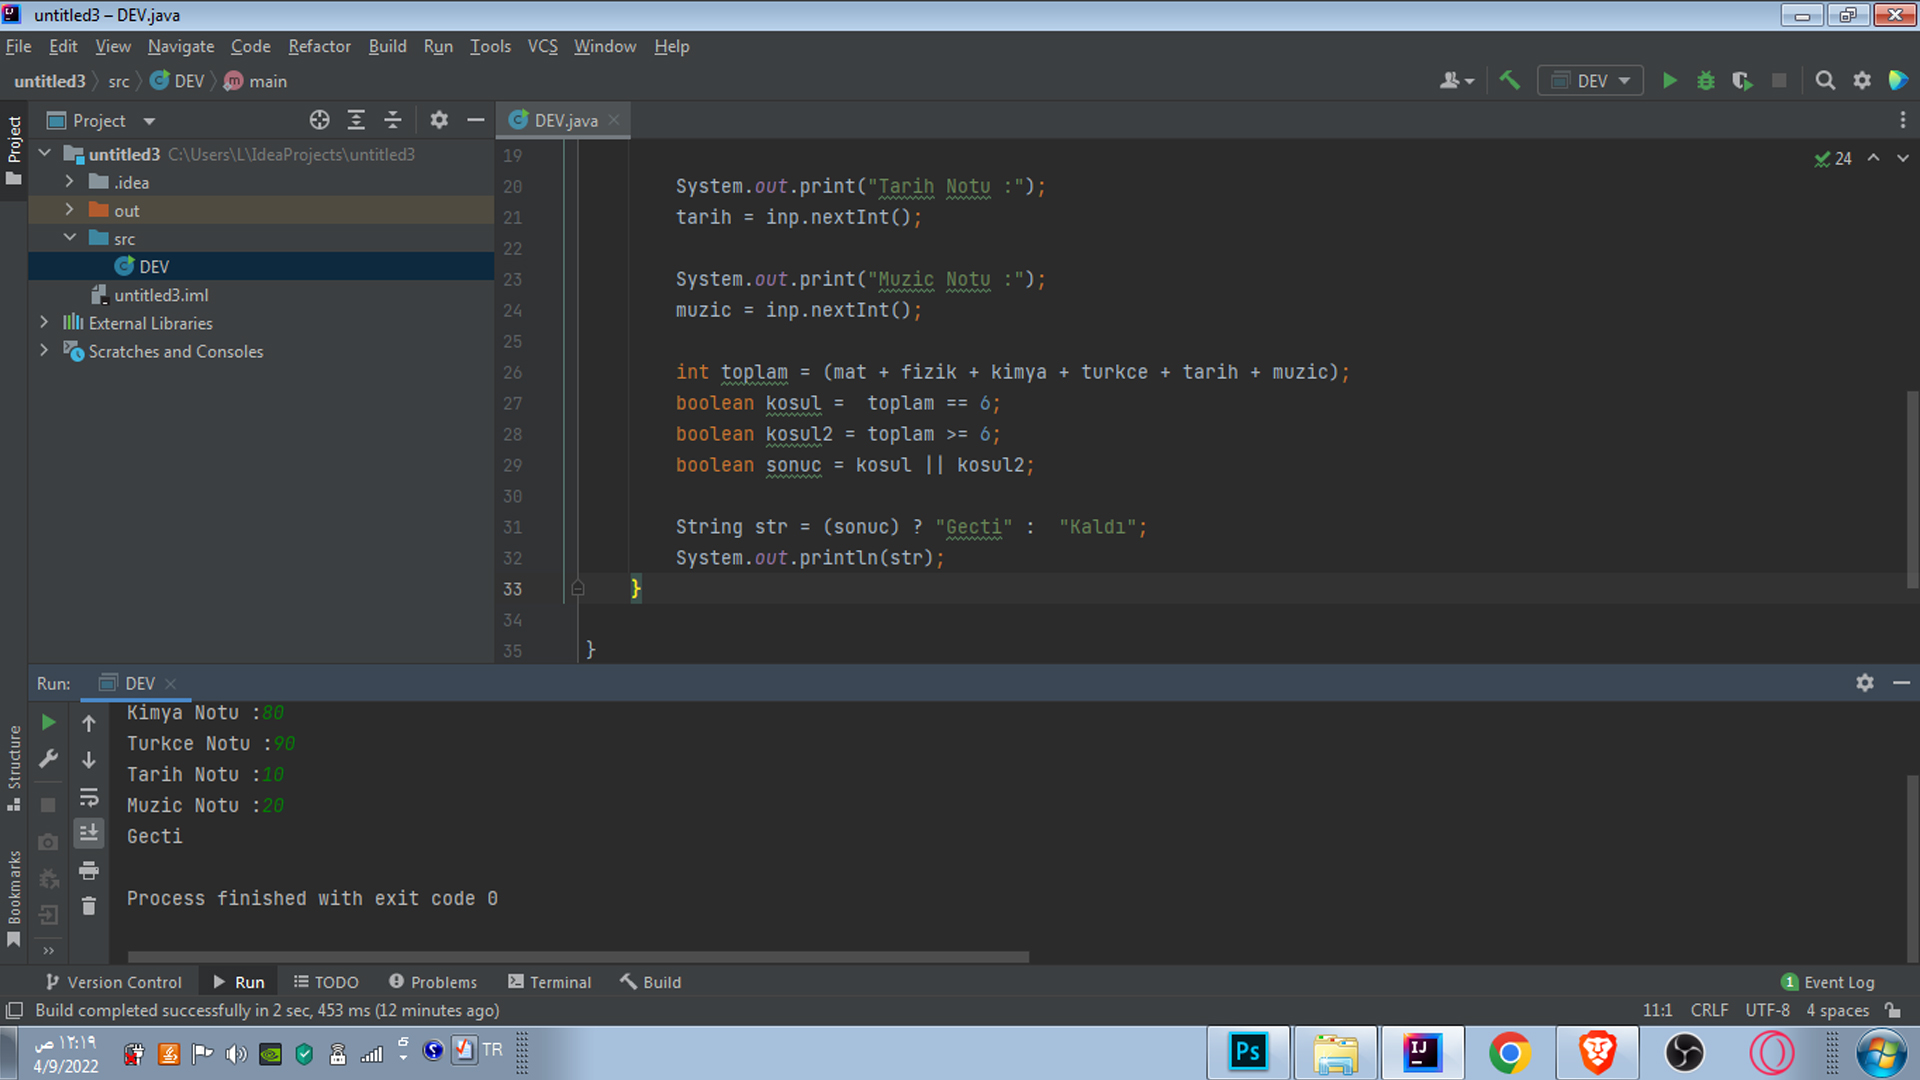 untitled3 – DEV.java
File Edit View Navigate Code Refactor Build Run Tools VCS Window Help
untitled3 src DEV m main
DEV
Project
Project
DEV.java
untitled3 C:\Users\L\IdeaProjects\untitled3
.idea
out
src
DEV
untitled3.iml
External Libraries
Scratches and Consoles
24
19
20 System.out.print("Tarih Notu :");
21 tarih = inp.nextInt();
22
23 System.out.print("Muzic Notu :");
24 muzic = inp.nextInt();
25
26 int toplam = (mat + fizik + kimya + turkce + tarih + muzic);
27 boolean kosul =  toplam == 6;
28 boolean kosul2 = toplam >= 6;
29 boolean sonuc = kosul || kosul2;
30
31 String str = (sonuc) ? "Gecti" :  "Kaldı";
32 System.out.println(str);
33 }
34
35 }
Run: DEV
Structure
Bookmarks
Kimya Notu :80
Turkce Notu :90
Tarih Notu :10
Muzic Notu :20
Gecti
Process finished with exit code 0
Version Control Run TODO Problems Terminal Build 1 Event Log
Build completed successfully in 2 sec, 453 ms (12 minutes ago) 11:1 CRLF UTF-8 4 spaces
١٢:١٩ ص
4/9/2022
TR
Ps
IJ